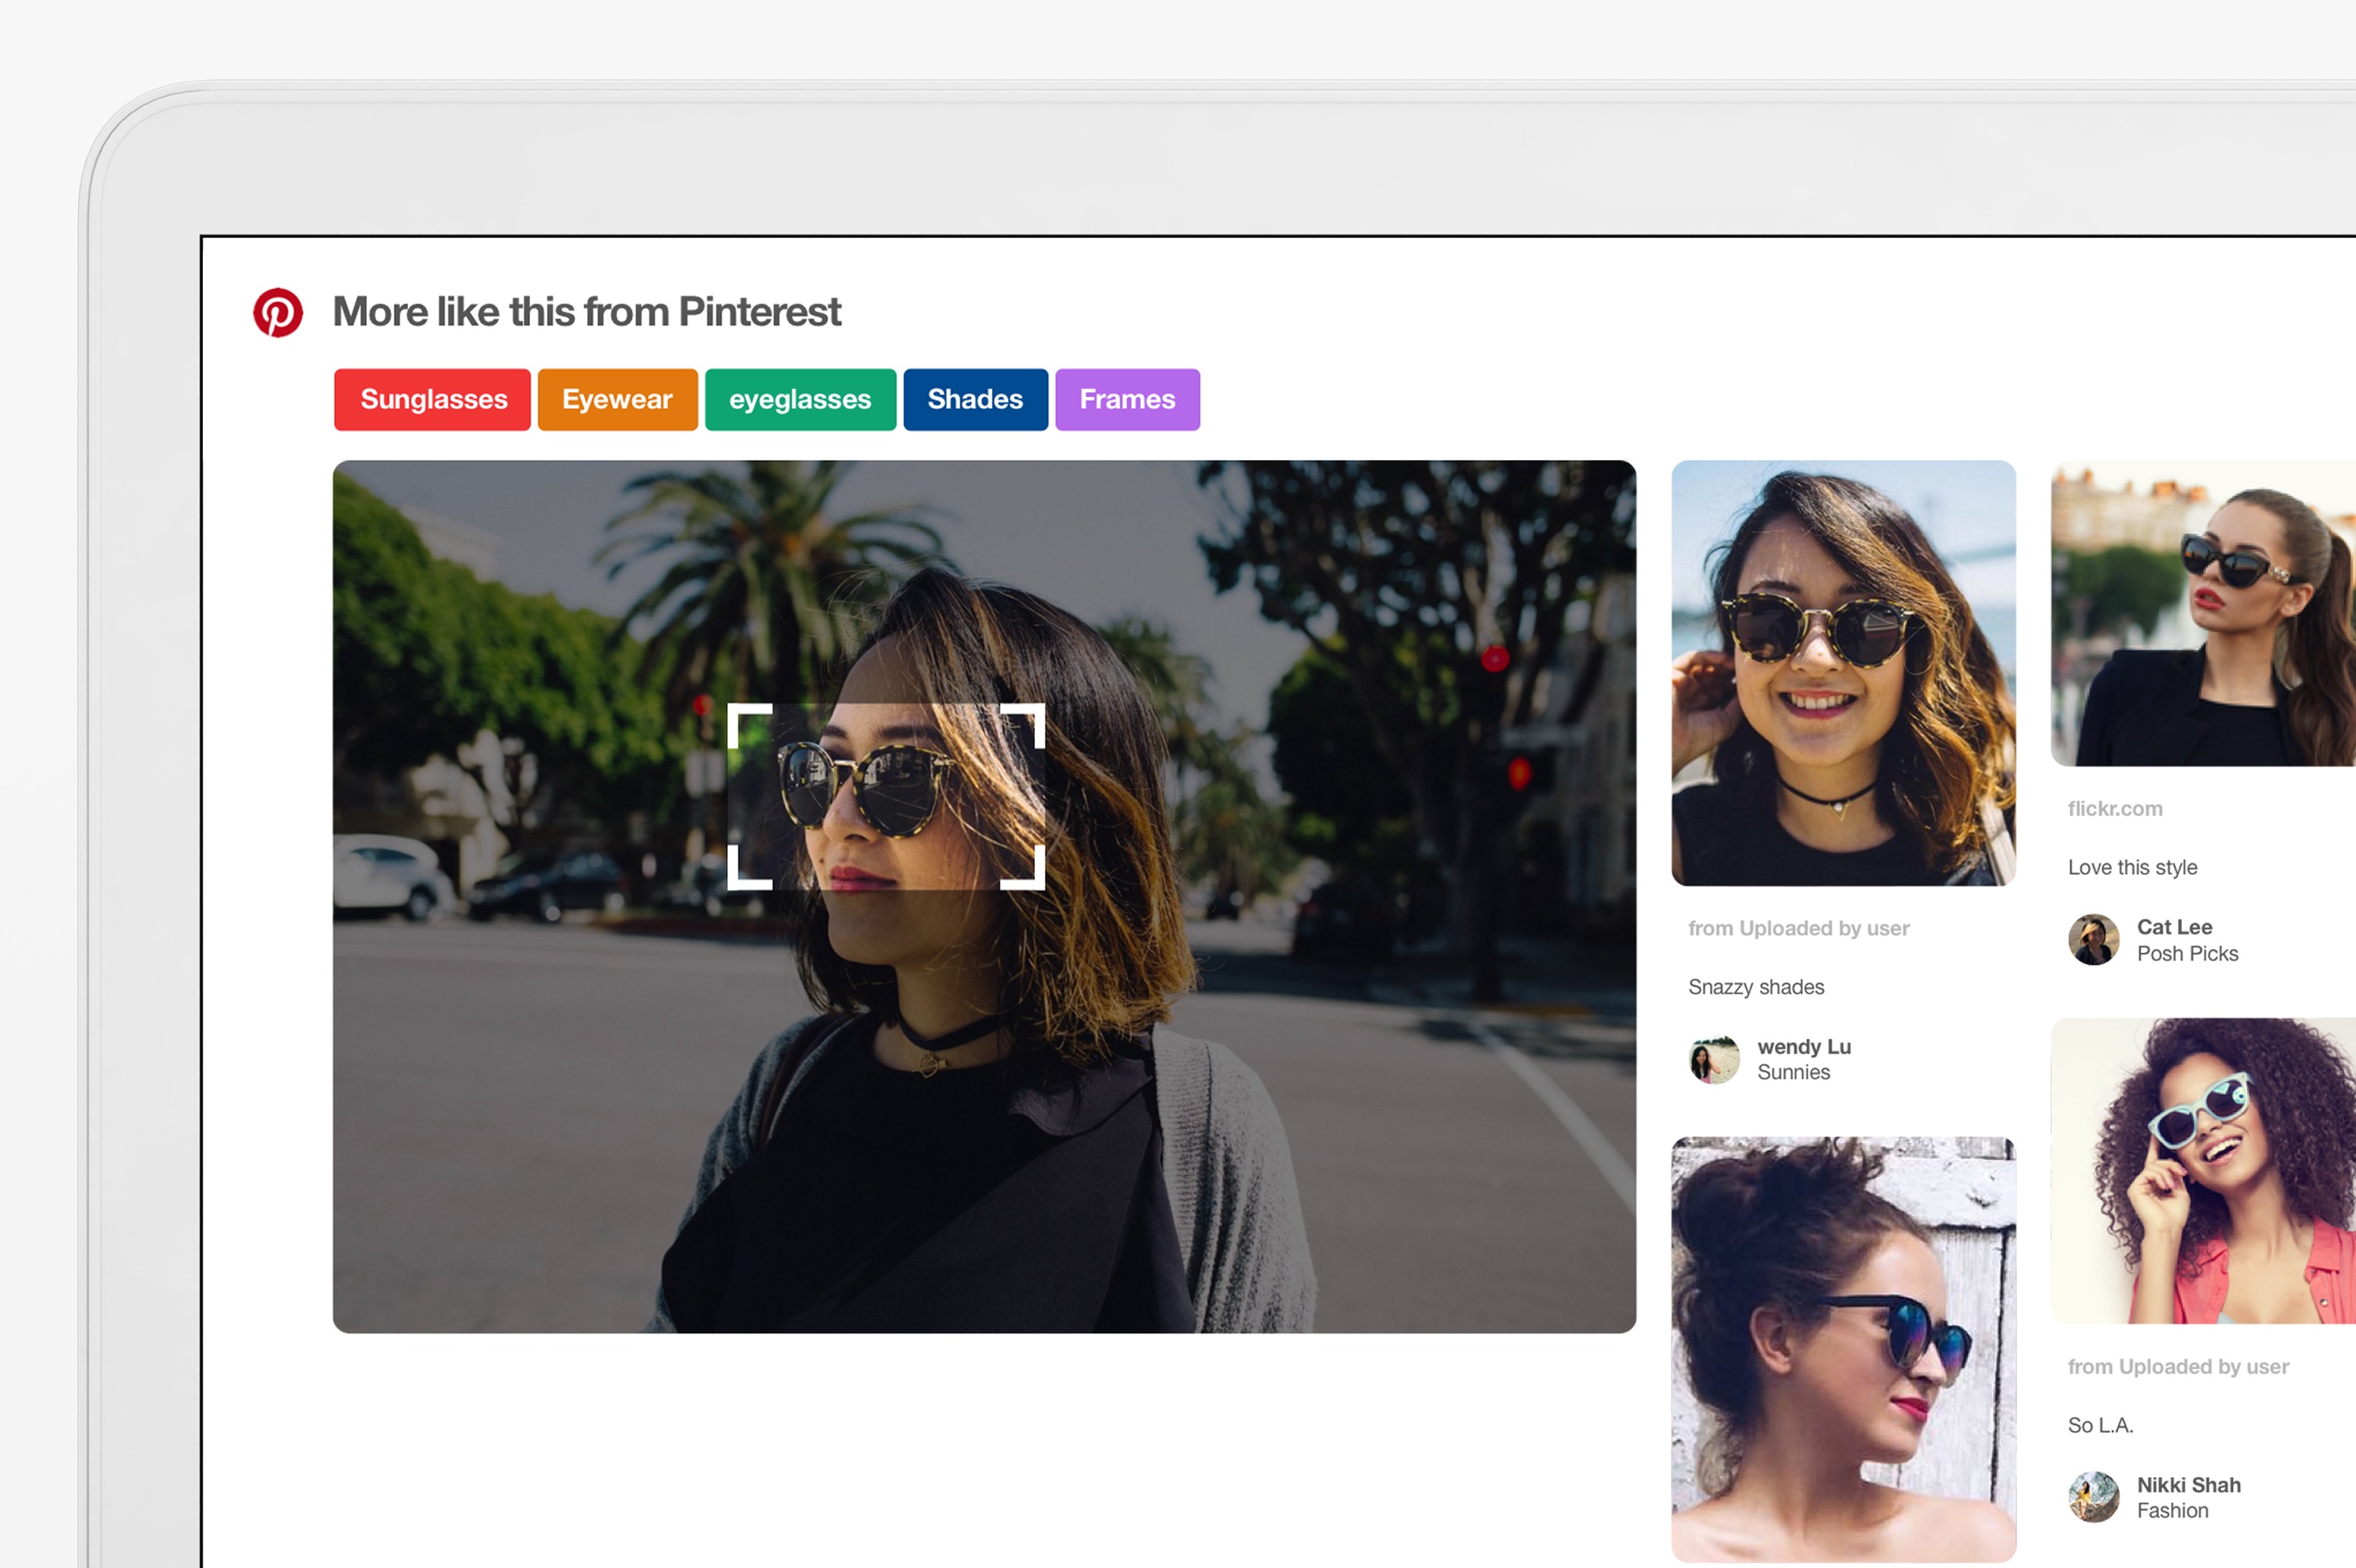 More like this from Pinterest
Sunglasses Eyewear eyeglasses Shades Frames
from Uploaded by user
Snazzy shades
wendy Lu
Sunnies
flickr.com
Love this style
Cat Lee
Posh Picks
from Uploaded by user
So L.A.
Nikki Shah
Fashion